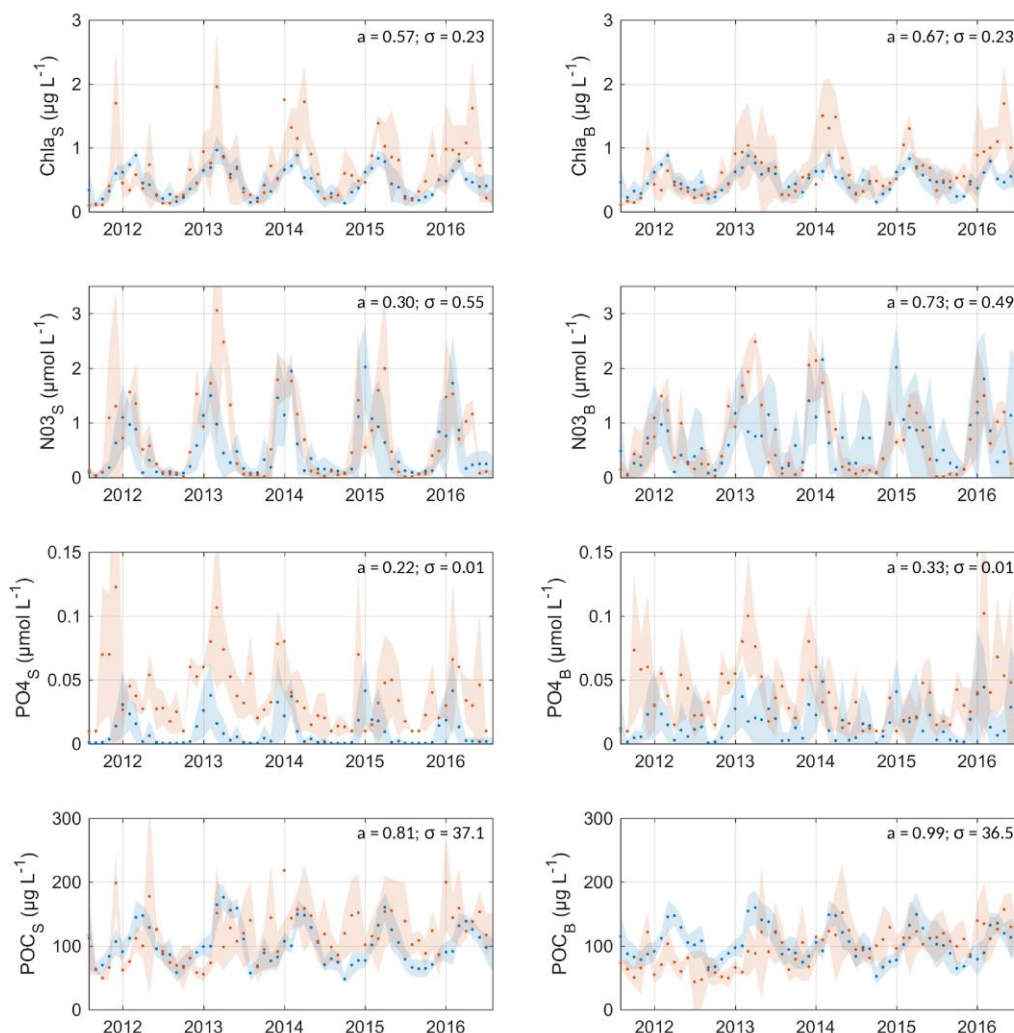 a = 0.57; σ = 0.23
3
2
1
0
Chla_S (µg L⁻¹)
2012 2013 2014 2015 2016
a = 0.67; σ = 0.23
3
2
1
0
Chla_B (µg L⁻¹)
2012 2013 2014 2015 2016
a = 0.30; σ = 0.55
3
2
1
0
N03_S (µmol L⁻¹)
2012 2013 2014 2015 2016
a = 0.73; σ = 0.49
3
2
1
0
N03_B (µmol L⁻¹)
2012 2013 2014 2015 2016
a = 0.22; σ = 0.01
0.15
0.1
0.05
0
PO4_S (µmol L⁻¹)
2012 2013 2014 2015 2016
a = 0.33; σ = 0.01
0.15
0.1
0.05
0
PO4_B (µmol L⁻¹)
2012 2013 2014 2015 2016
a = 0.81; σ = 37.1
300
200
100
0
POC_S (µg L⁻¹)
2012 2013 2014 2015 2016
a = 0.99; σ = 36.5
300
200
100
0
POC_B (µg L⁻¹)
2012 2013 2014 2015 2016